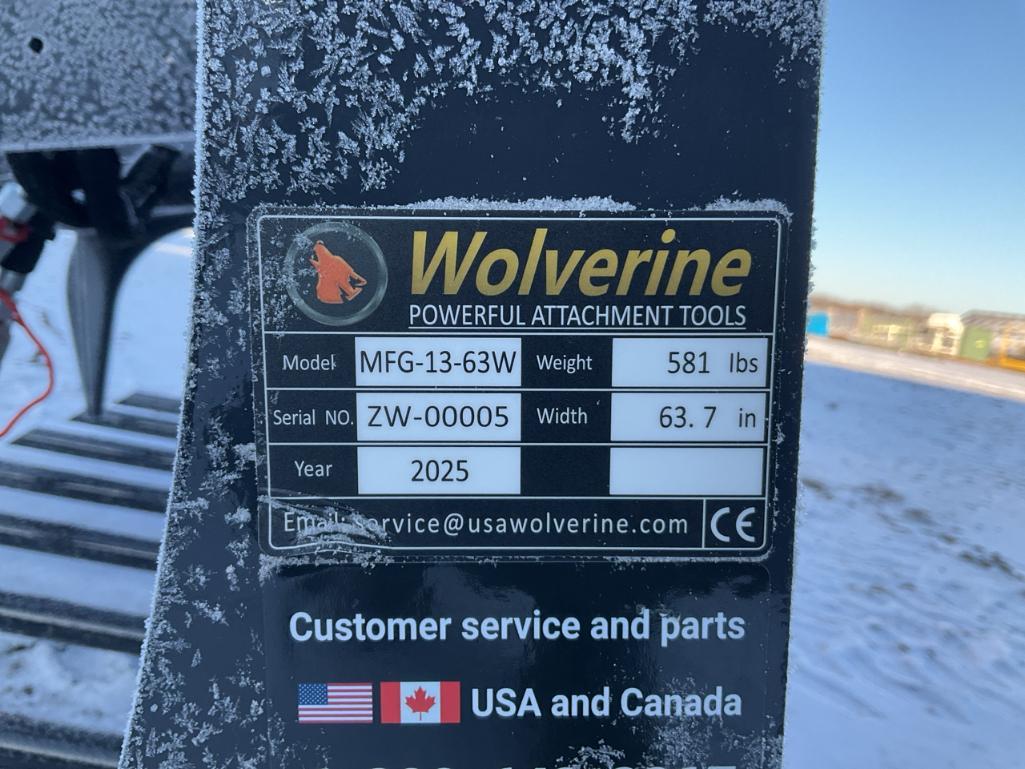 Wolverine
POWERFUL ATTACHMENT TOOLS
Model MFG-13-63W Weight 581 lbs
Serial NO. ZW-00005 Width 63.7 in
Year 2025
Email: service@usawolverine.com CE
Customer service and parts
USA and Canada